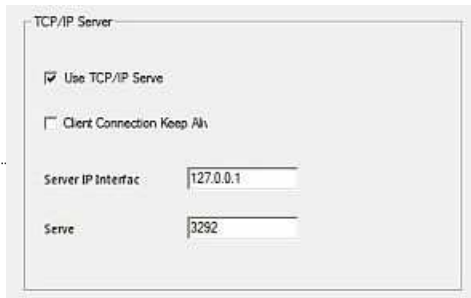 TCP/IP Server
Use TCP/IP Serve
Client Connection Keep Aliv
Server IP Interfac
127.0.0.1
Serve
3292